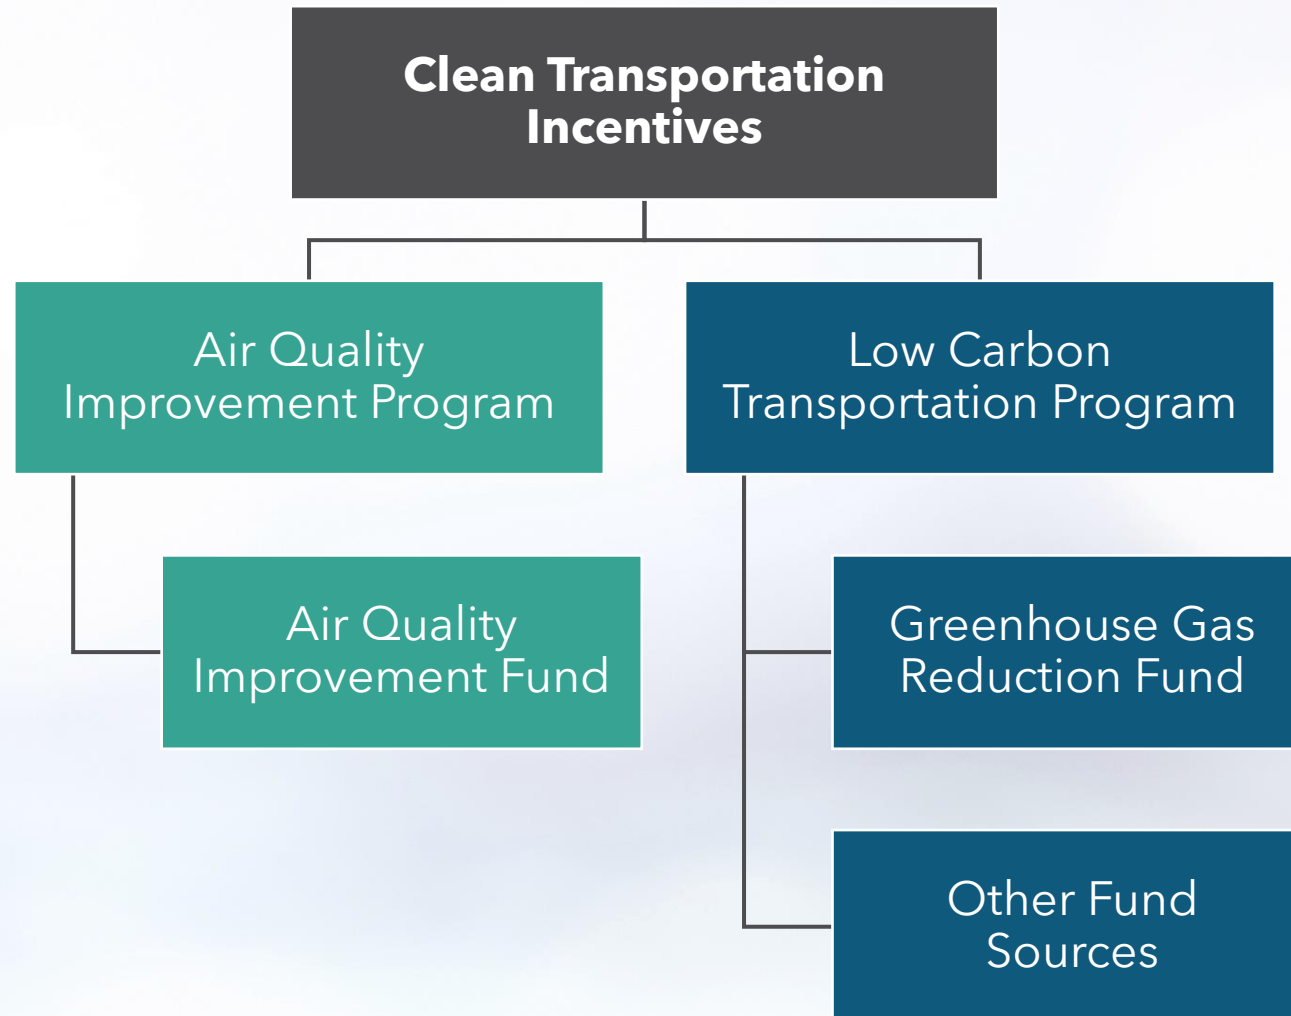 Clean Transportation
Incentives
Air Quality
Improvement Program
Low Carbon
Transportation Program
Air Quality
Improvement Fund
Greenhouse Gas
Reduction Fund
Other Fund
Sources